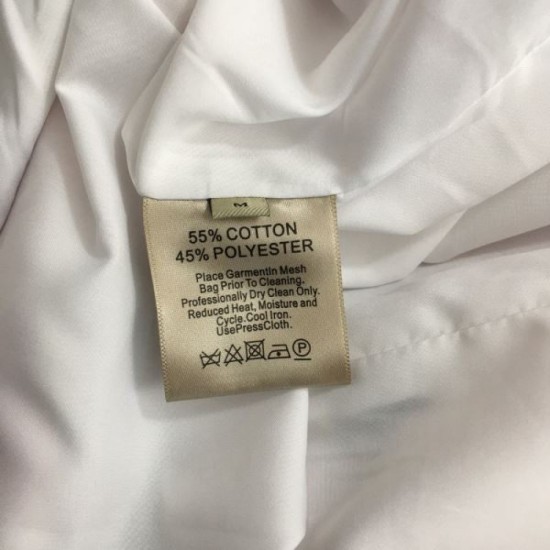 M
55% COTTON
45% POLYESTER
Place GarmentIn Mesh
Bag Prior To Cleaning.
Professionally Dry Clean Only.
Reduced Heat, Moisture and
Cycle.Cool Iron.
UsePressCloth.
P